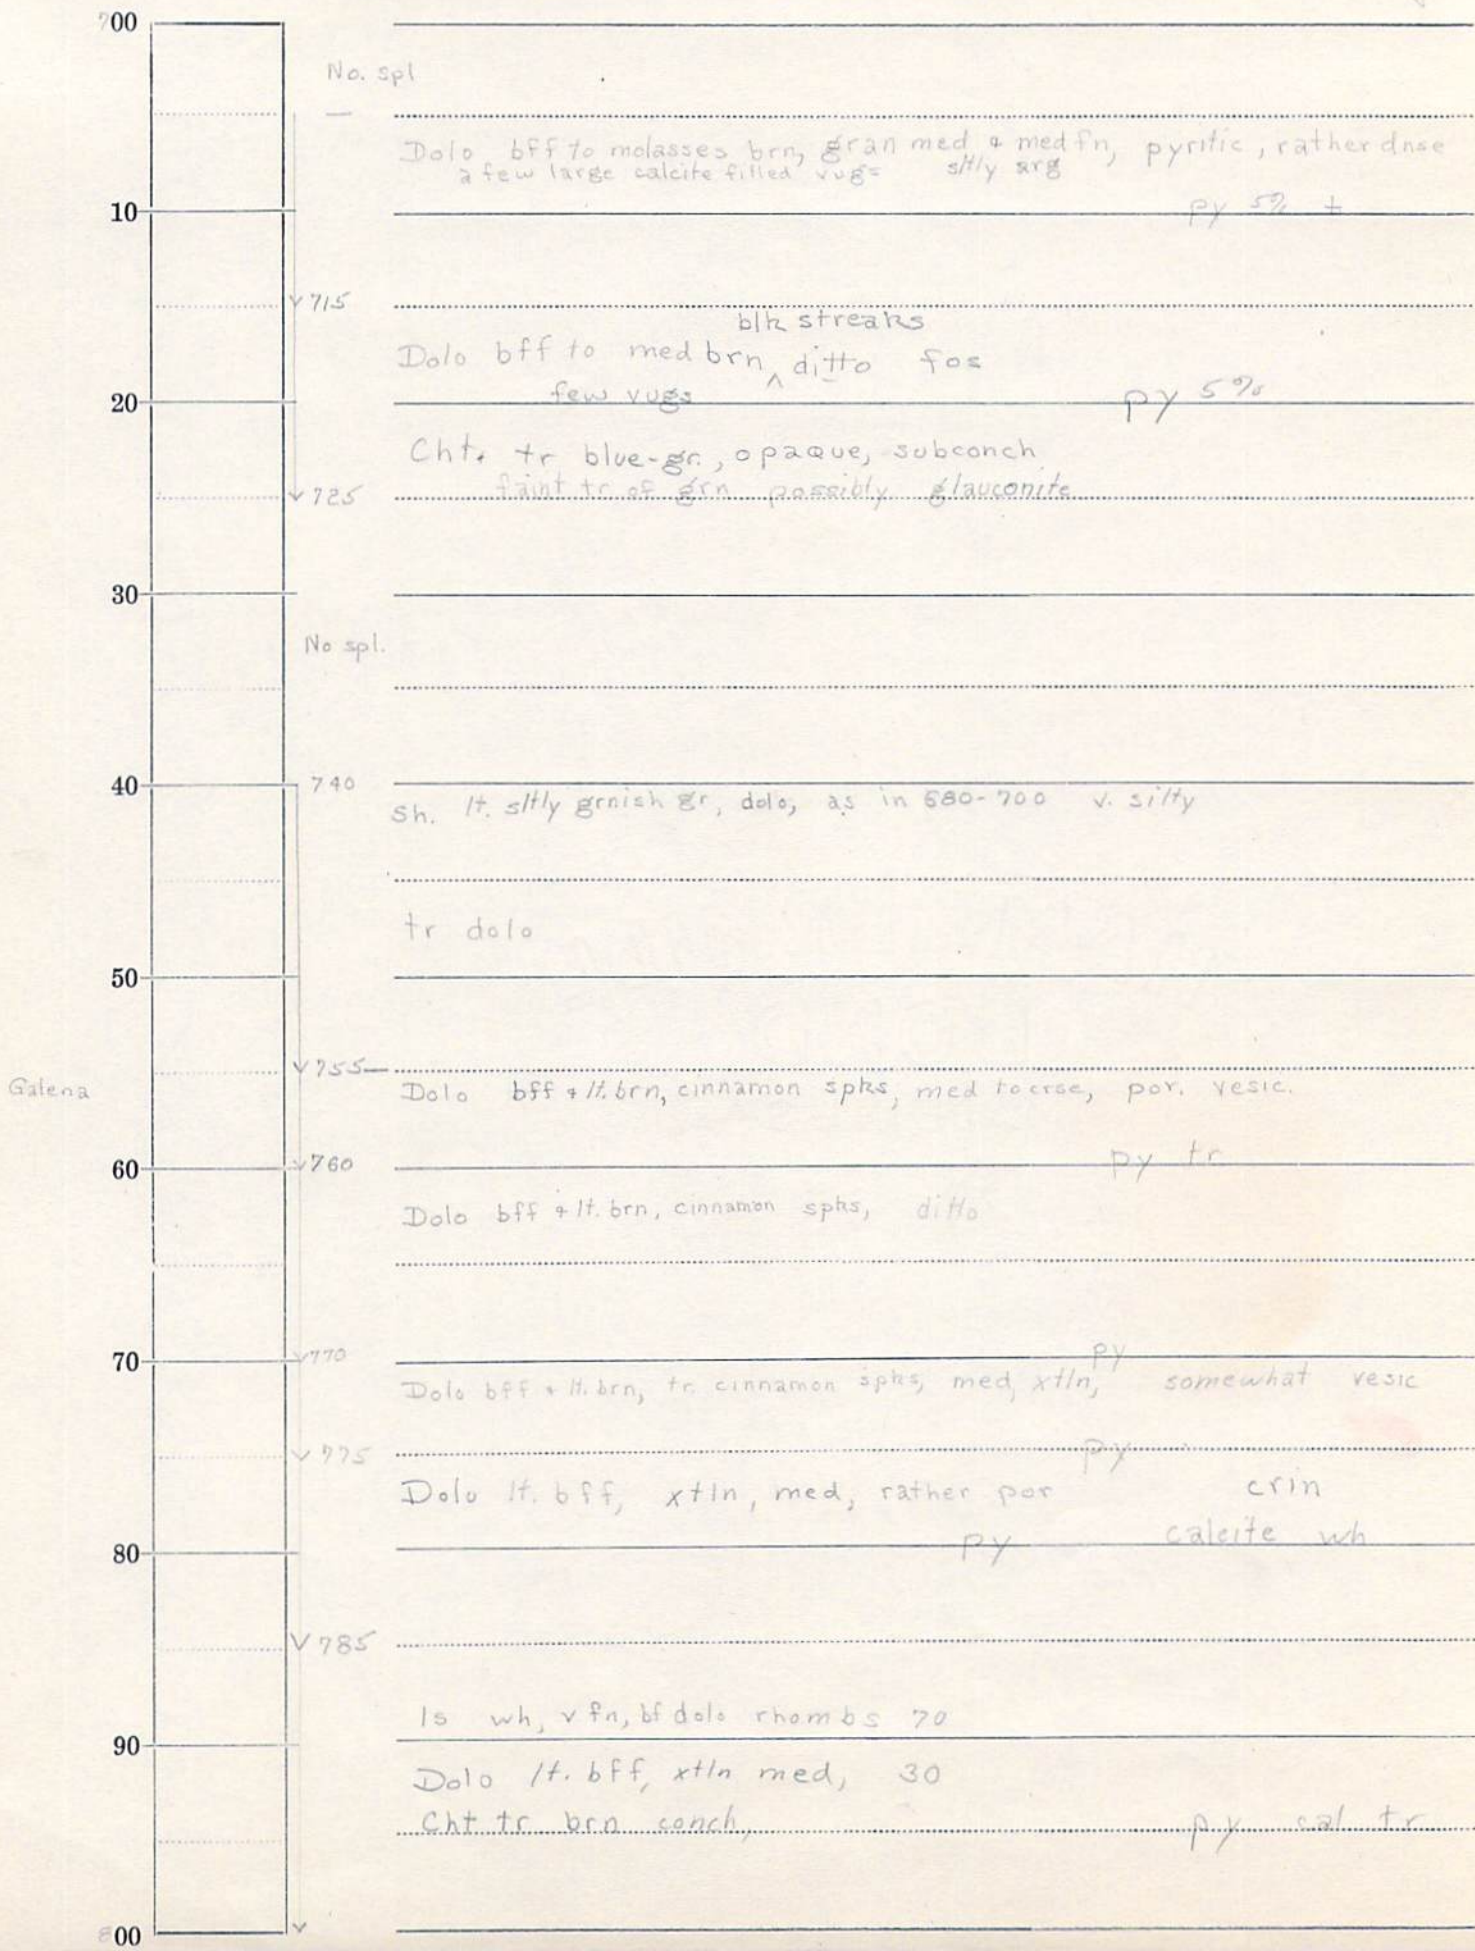 700
No. spl
Dolo bff to molasses brn, gran med & med fn, pyritic, rather dnse
a few large calcite filled vugs sltly arg
10
py 5% ±
715
blk streaks
Dolo bff to med brn ^ ditto fos
few vugs
20
py 5%
Cht. tr blue-gr., opaque, subconch
faint tr of grn possibly glauconite
725
30
No spl.
40 740
Sh. lt. sltly grnish gr, dolo, as in 680-700 v. silty
tr dolo
50
755
Galena
Dolo bff & lt. brn, cinnamon spks, med to crse, por. vesic.
60 760 py tr
Dolo bff & lt. brn, cinnamon spks, ditto
70 770 py
Dolo bff & lt. brn, tr. cinnamon spks, med, xtln, somewhat vesic
775 py
Dolo lt. bff, xtln, med, rather por crin
80 py calcite wh
785
ls wh, v fn, bf dolo rhombs 70
90
Dolo lt. bff, xtln med, 30
Cht tr brn conch, py cal tr
800